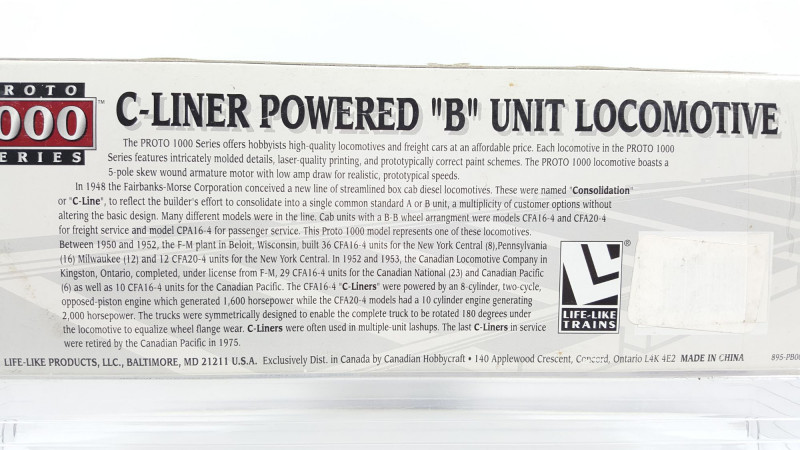 ROTO
000™
SERIES
C-LINER POWERED "B" UNIT LOCOMOTIVE
The PROTO 1000 Series offers hobbyists high-quality locomotives and freight cars at an affordable price. Each locomotive in the PROTO 1000
Series features intricately molded details, laser-quality printing, and prototypically correct paint schemes. The PROTO 1000 locomotive boasts a
5-pole skew wound armature motor with low amp draw for realistic, prototypical speeds.
In 1948 the Fairbanks-Morse Corporation conceived a new line of streamlined box cab diesel locomotives. These were named "Consolidation"
or "C-Line", to reflect the builder's effort to consolidate into a single common standard A or B unit, a multiplicity of customer options without
altering the basic design. Many different models were in the line. Cab units with a B-B wheel arrangment were models CFA16-4 and CFA20-4
for freight service and model CPA16-4 for passenger service. This Proto 1000 model represents one of these locomotives.
Between 1950 and 1952, the F-M plant in Beloit, Wisconsin, built 36 CFA16-4 units for the New York Central (8),Pennsylvania
(16) Milwaukee (12) and 12 CFA20-4 units for the New York Central. In 1952 and 1953, the Canadian Locomotive Company in
Kingston, Ontario, completed, under license from F-M, 29 CFA16-4 units for the Canadian National (23) and Canadian Pacific
(6) as well as 10 CPA16-4 units for the Canadian Pacific. The CFA16-4 "C-Liners" were powered by an 8-cylinder, two-cycle,
opposed-piston engine which generated 1,600 horsepower while the CFA20-4 models had a 10 cylinder engine generating
2,000 horsepower. The trucks were symmetrically designed to enable the complete truck to be rotated 180 degrees under
the locomotive to equalize wheel flange wear. C-Liners were often used in multiple-unit lashups. The last C-Liners in service
were retired by the Canadian Pacific in 1975.
®
LIFE-LIKE
TRAINS
LIFE-LIKE PRODUCTS, LLC., BALTIMORE, MD 21211 U.S.A. Exclusively Dist. in Canada by Canadian Hobbycraft • 140 Applewood Crescent, Concord, Ontario L4K 4E2 MADE IN CHINA
895-PB00